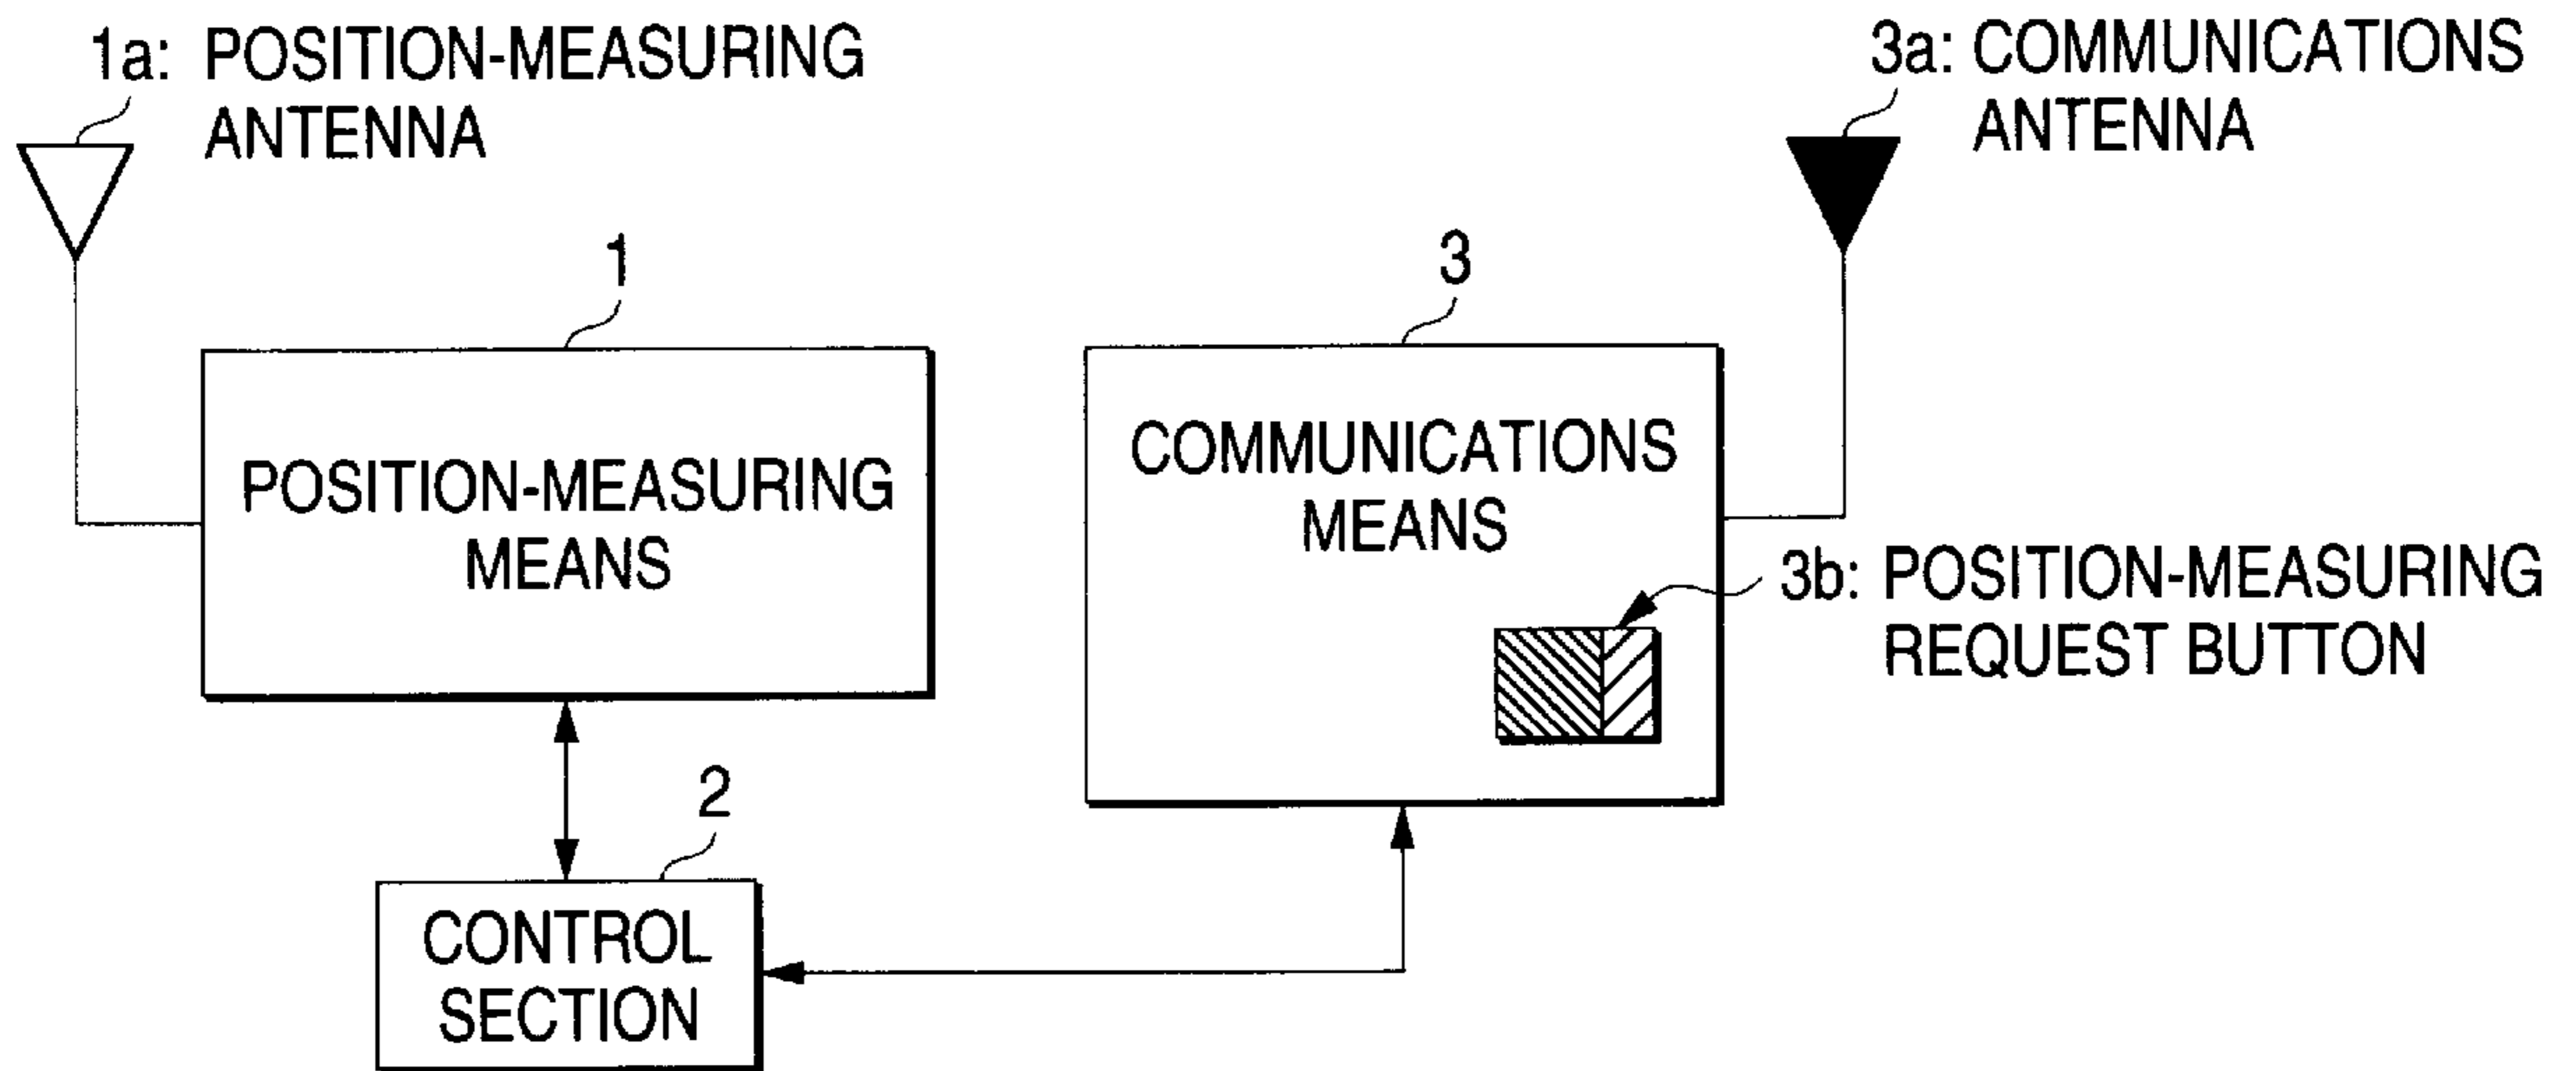 1a: POSITION-MEASURING
ANTENNA
3a: COMMUNICATIONS
ANTENNA
1
3
POSITION-MEASURING
MEANS
COMMUNICATIONS
MEANS
3b: POSITION-MEASURING
REQUEST BUTTON
2
CONTROL
SECTION